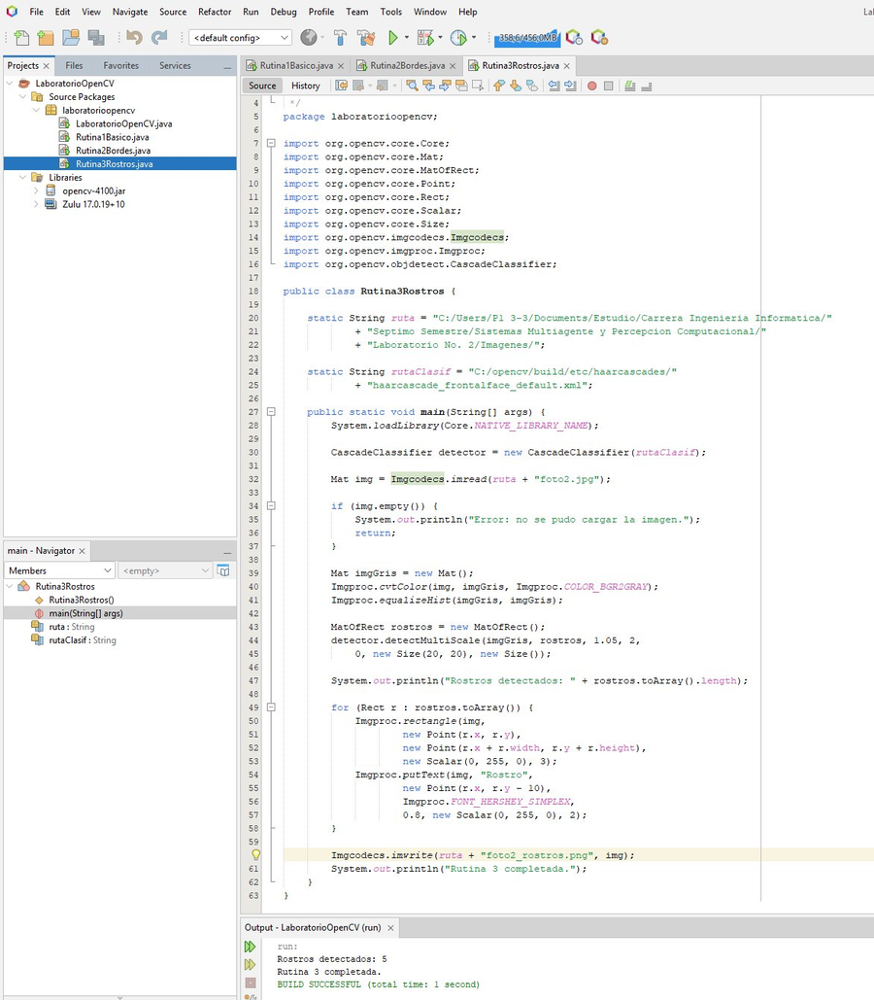 File Edit View Navigate Source Refactor Run Debug Profile Team Tools Window Help La
<default config> 358,6/456,0MB
Projects Files Favorites Services
LaboratorioOpenCV
Source Packages
laboratorioopencv
LaboratorioOpenCV.java
Rutina1Basico.java
Rutina2Bordes.java
Rutina3Rostros.java
Libraries
opencv-4100.jar
Zulu 17.0.19+10
main - Navigator
Members <empty>
Rutina3Rostros
Rutina3Rostros()
main(String[] args)
ruta : String
rutaClasif : String
Rutina1Basico.java Rutina2Bordes.java Rutina3Rostros.java
Source History
4 */
5 package laboratorioopencv;
6
7 import org.opencv.core.Core;
8 import org.opencv.core.Mat;
9 import org.opencv.core.MatOfRect;
10 import org.opencv.core.Point;
11 import org.opencv.core.Rect;
12 import org.opencv.core.Scalar;
13 import org.opencv.core.Size;
14 import org.opencv.imgcodecs.Imgcodecs;
15 import org.opencv.imgproc.Imgproc;
16 import org.opencv.objdetect.CascadeClassifier;
17
18 public class Rutina3Rostros {
19
20 static String ruta = "C:/Users/P1 3-3/Documents/Estudio/Carrera Ingenieria Informatica/"
21 + "Septimo Semestre/Sistemas Multiagente y Percepcion Computacional/"
22 + "Laboratorio No. 2/Imagenes/";
23
24 static String rutaClasif = "C:/opencv/build/etc/haarcascades/"
25 + "haarcascade_frontalface_default.xml";
26
27 public static void main(String[] args) {
28 System.loadLibrary(Core.NATIVE_LIBRARY_NAME);
29
30 CascadeClassifier detector = new CascadeClassifier(rutaClasif);
31
32 Mat img = Imgcodecs.imread(ruta + "foto2.jpg");
33
34 if (img.empty()) {
35 System.out.println("Error: no se pudo cargar la imagen.");
36 return;
37 }
38
39 Mat imgGris = new Mat();
40 Imgproc.cvtColor(img, imgGris, Imgproc.COLOR_BGR2GRAY);
41 Imgproc.equalizeHist(imgGris, imgGris);
42
43 MatOfRect rostros = new MatOfRect();
44 detector.detectMultiScale(imgGris, rostros, 1.05, 2,
45 0, new Size(20, 20), new Size());
46
47 System.out.println("Rostros detectados: " + rostros.toArray().length);
48
49 for (Rect r : rostros.toArray()) {
50 Imgproc.rectangle(img,
51 new Point(r.x, r.y),
52 new Point(r.x + r.width, r.y + r.height),
53 new Scalar(0, 255, 0), 3);
54 Imgproc.putText(img, "Rostro",
55 new Point(r.x, r.y - 10),
56 Imgproc.FONT_HERSHEY_SIMPLEX,
57 0.8, new Scalar(0, 255, 0), 2);
58 }
59
Imgcodecs.imwrite(ruta + "foto2_rostros.png", img);
61 System.out.println("Rutina 3 completada.");
62 }
63 }
Output - LaboratorioOpenCV (run)
run:
Rostros detectados: 5
Rutina 3 completada.
BUILD SUCCESSFUL (total time: 1 second)